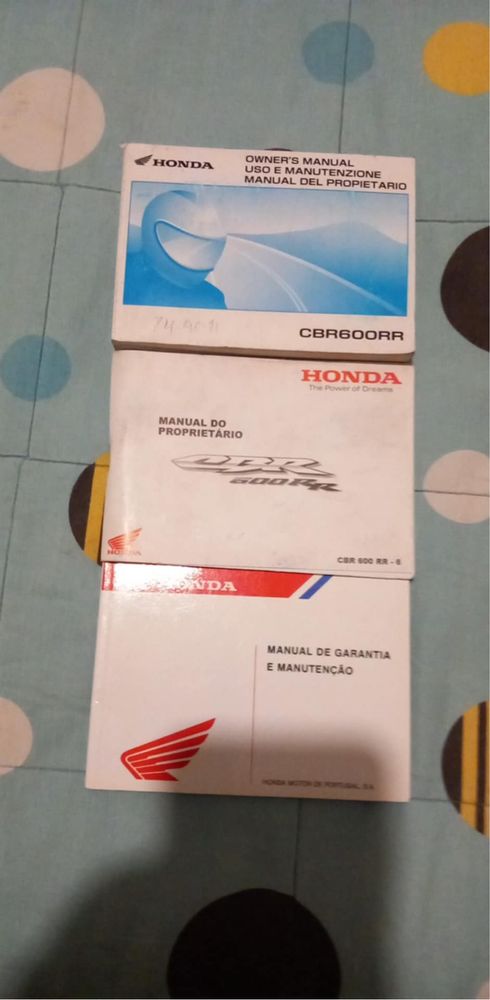 HONDA
OWNER'S MANUAL
USO E MANUTENZIONE
MANUAL DEL PROPIETARIO
CBR600RR
HONDA
The Power of Dreams
MANUAL DO
PROPRIETÁRIO
CBR
600RR
HONDA
CBR 600 RR - 6
HONDA
MANUAL DE GARANTIA
E MANUTENÇÃO
HONDA MOTOR DE PORTUGAL, S.A.